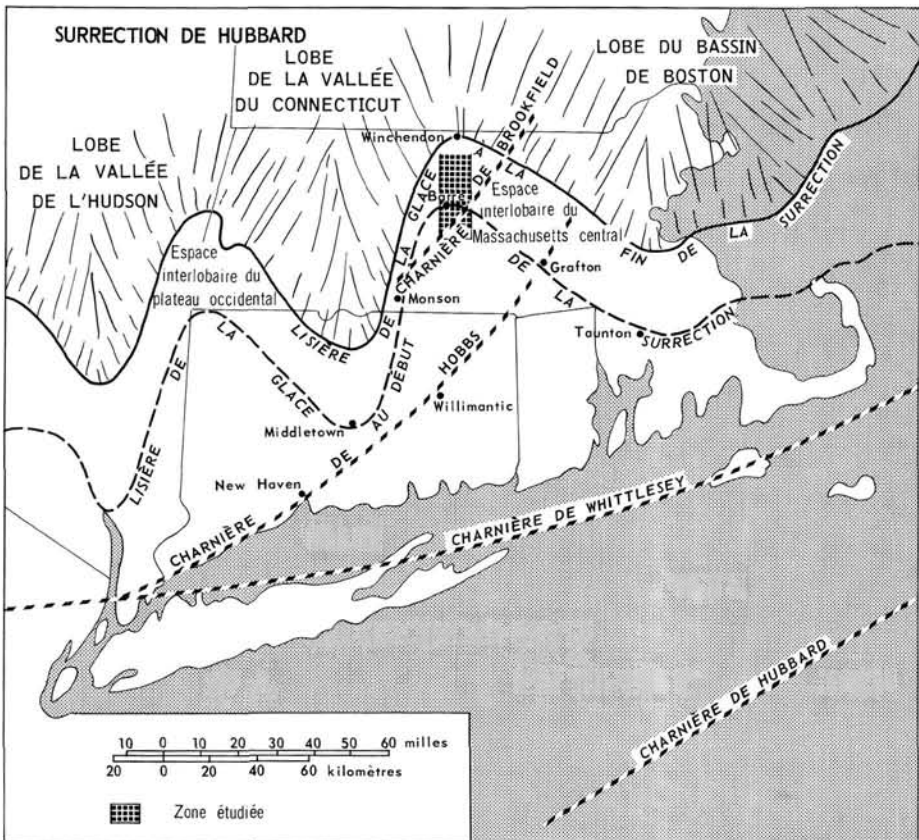 SURRECTION DE HUBBARD
LOBE
DE LA VALLÉE
DU CONNECTICUT
LOBE DU BASSIN
DE BOSTON
LOBE
DE LA VALLÉE
DE L'HUDSON
Winchendon
CHARNIÈRE DE BROOKFIELD
Barre
Espace
interlobaire du
Massachusetts central
Espace
interlobaire du
plateau occidental
LISIÈRE DE LA GLACE À LA FIN DE LA SURRECTION
Grafton
Monson
Taunton
LISIÈRE DE LA GLACE AU DÉBUT DE LA SURRECTION
Middletown
Willimantic
New Haven
CHARNIÈRE DE HOBBS
CHARNIÈRE DE WHITTLESEY
CHARNIÈRE DE HUBBARD
10 0 10 20 30 40 50 60 milles
20 0 20 40 60 kilomètres
Zone étudiée